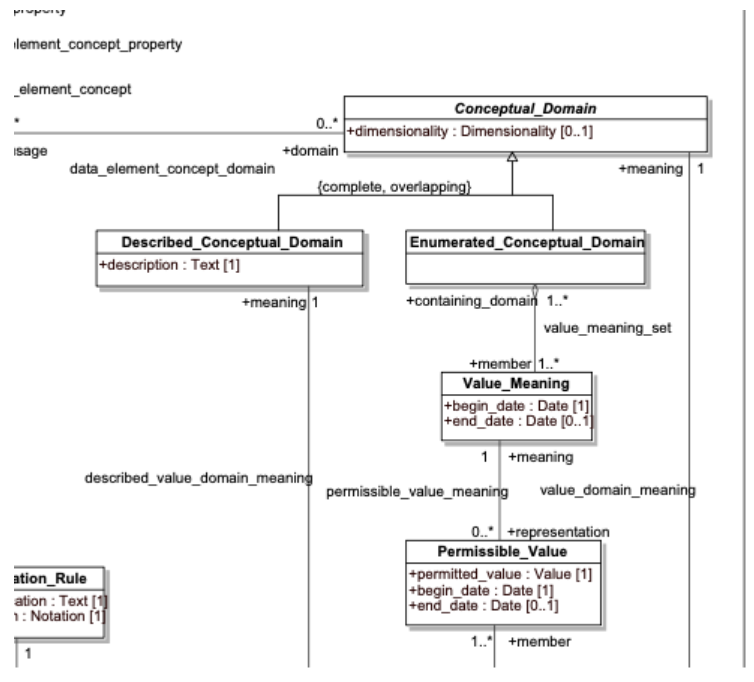 property
lement_concept_property
_element_concept
Conceptual_Domain
*
0..*
+dimensionality : Dimensionality [0..1]
usage
+domain
data_element_concept_domain
+meaning
1
{complete, overlapping}
Described_Conceptual_Domain
+description : Text [1]
Enumerated_Conceptual_Domain
+meaning
1
+containing_domain
1..*
value_meaning_set
+member
1..*
Value_Meaning
+begin_date : Date [1]
+end_date : Date [0..1]
1
+meaning
described_value_domain_meaning
permissible_value_meaning
value_domain_meaning
0..*
+representation
Permissible_Value
+permitted_value : Value [1]
+begin_date : Date [1]
+end_date : Date [0..1]
ation_Rule
ation : Text [1]
: Notation [1]
1
1..*
+member